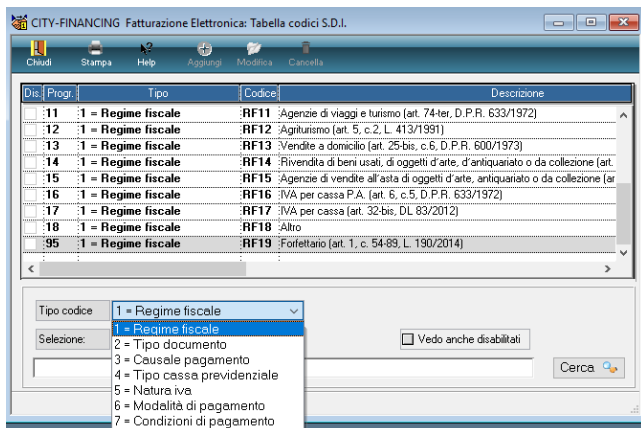 CITY-FINANCING Fatturazione Elettronica: Tabella codici S.D.I.
Chiudi Stampa Help Aggiungi Modifica Cancella
Dis. Progr. Tipo Codice Descrizione
11 1 = Regime fiscale RF11 Agenzie di viaggi e turismo (art. 74-ter, D.P.R. 633/1972)
12 1 = Regime fiscale RF12 Agriturismo (art. 5, c.2, L. 413/1991)
13 1 = Regime fiscale RF13 Vendite a domicilio (art. 25-bis, c.6, D.P.R. 600/1973)
14 1 = Regime fiscale RF14 Rivendita di beni usati, di oggetti d'arte, d'antiquariato o da collezione (art.
15 1 = Regime fiscale RF15 Agenzie di vendite all'asta di oggetti d'arte, antiquariato o da collezione (ar
16 1 = Regime fiscale RF16 IVA per cassa P.A. (art. 6, c.5, D.P.R. 633/1972)
17 1 = Regime fiscale RF17 IVA per cassa (art. 32-bis, DL 83/2012)
18 1 = Regime fiscale RF18 Altro
95 1 = Regime fiscale RF19 Forfettario (art. 1, c. 54-89, L. 190/2014)
Tipo codice 1 = Regime fiscale
1 = Regime fiscale
Selezione: 2 = Tipo documento Vedo anche disabilitati
3 = Causale pagamento
4 = Tipo cassa previdenziale Cerca
5 = Natura iva
6 = Modalità di pagamento
7 = Condizioni di pagamento